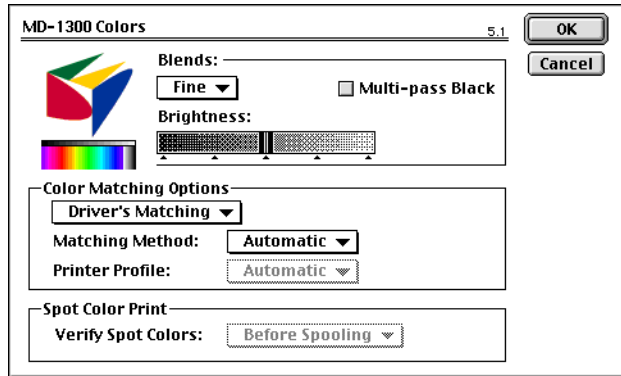 MD-1300 Colors 5.1 OK
Cancel
Blends:
Fine Multi-pass Black
Brightness:
Color Matching Options
Driver's Matching
Matching Method: Automatic
Printer Profile: Automatic
Spot Color Print
Verify Spot Colors: Before Spooling